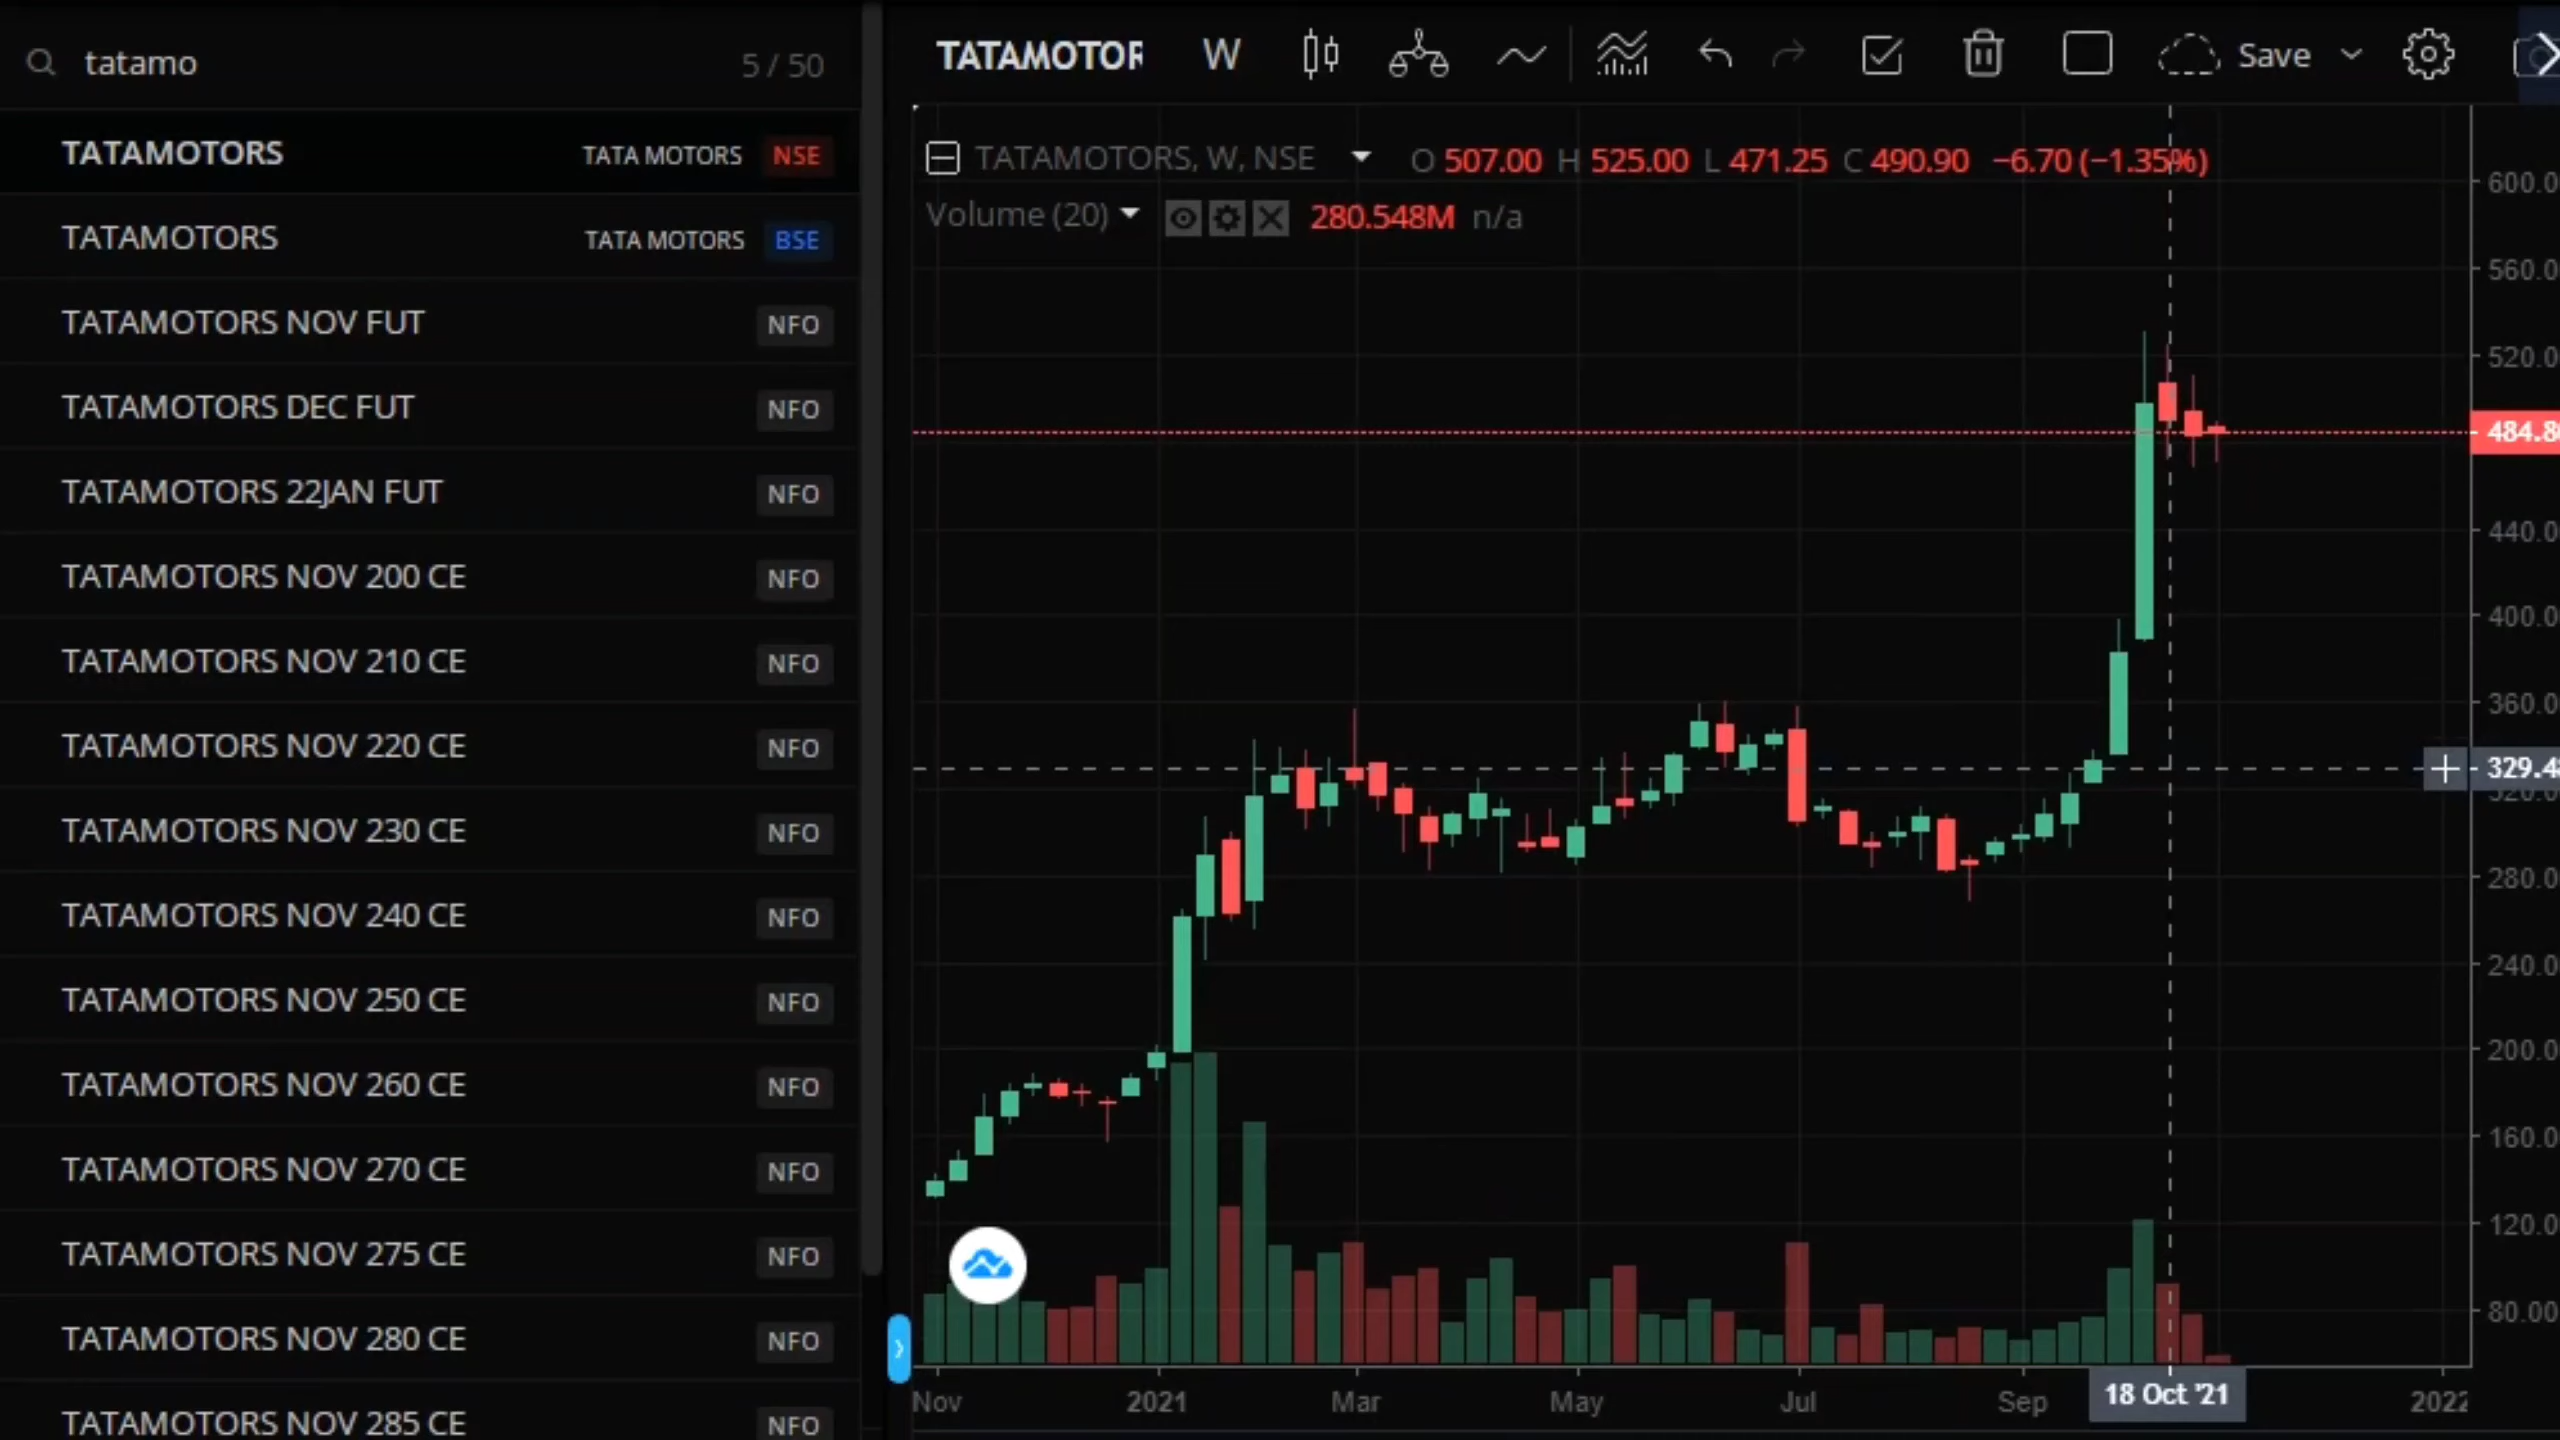 tatamo 5 / 50
TATAMOTORS TATA MOTORS NSE
TATAMOTORS TATA MOTORS BSE
TATAMOTORS NOV FUT NFO
TATAMOTORS DEC FUT NFO
TATAMOTORS 22JAN FUT NFO
TATAMOTORS NOV 200 CE NFO
TATAMOTORS NOV 210 CE NFO
TATAMOTORS NOV 220 CE NFO
TATAMOTORS NOV 230 CE NFO
TATAMOTORS NOV 240 CE NFO
TATAMOTORS NOV 250 CE NFO
TATAMOTORS NOV 260 CE NFO
TATAMOTORS NOV 270 CE NFO
TATAMOTORS NOV 275 CE NFO
TATAMOTORS NOV 280 CE NFO
TATAMOTORS NOV 285 CE NFO
TATAMOTOR W Save
TATAMOTORS, W, NSE O 507.00 H 525.00 L 471.25 C 490.90 −6.70 (−1.35%)
Volume (20) 280.548M n/a
600.0
560.0
520.0
484.8
440.0
400.0
360.0
329.4
320.0
280.0
240.0
200.0
160.0
120.0
80.00
Nov 2021 Mar May Jul Sep 18 Oct '21 2022